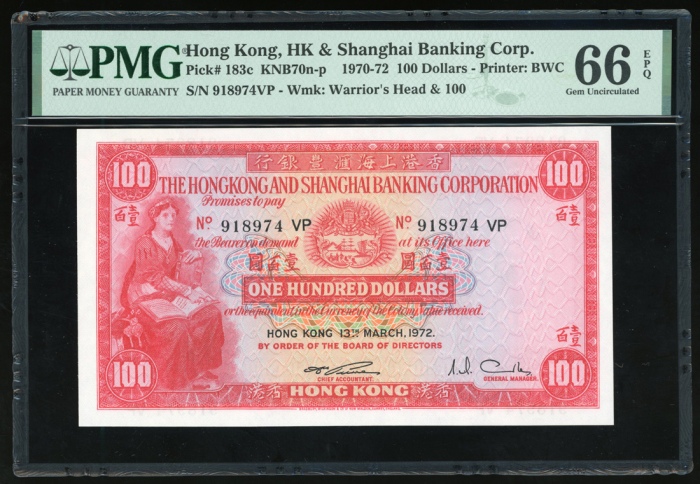 PMG
PAPER MONEY GUARANTY
Hong Kong, HK & Shanghai Banking Corp.
Pick# 183c KNB70n-p 1970-72 100 Dollars - Printer: BWC
S/N 918974VP - Wmk: Warrior's Head & 100
66 EPQ
Gem Uncirculated
100 行銀豐滙海上港香 100
THE HONGKONG AND SHANGHAI BANKING CORPORATION
Promises to pay
壹百 Nº 918974 VP Nº 918974 VP 壹百
the Bearer on demand at its Office here
圓百壹 圓百壹
ONE HUNDRED DOLLARS
or the equivalent in the Currency of the Colony, Value received.
HONG KONG 13TH MARCH, 1972.
BY ORDER OF THE BOARD OF DIRECTORS
壹百
CHIEF ACCOUNTANT. GENERAL MANAGER.
100 港 HONG KONG 香 100